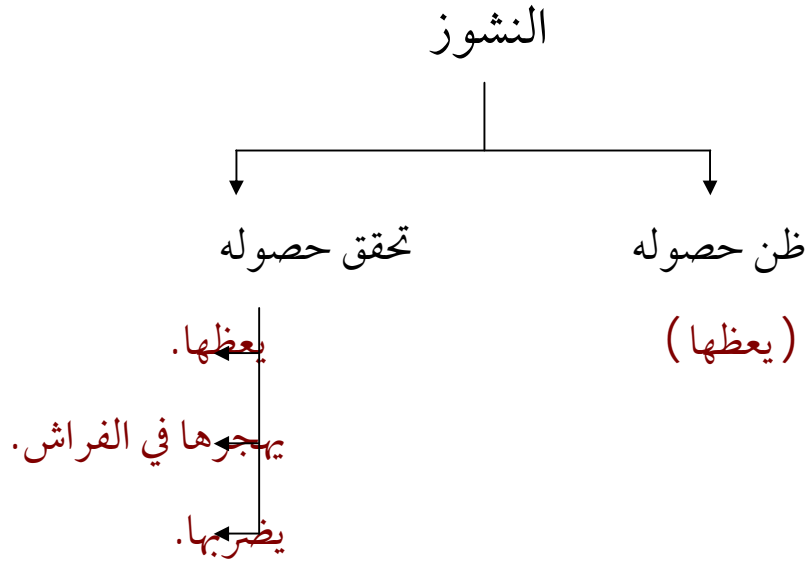 النشوز
ظن حصوله
تحقق حصوله
( يعظها )
يعظها.
يهجرها في الفراش.
يضربها.